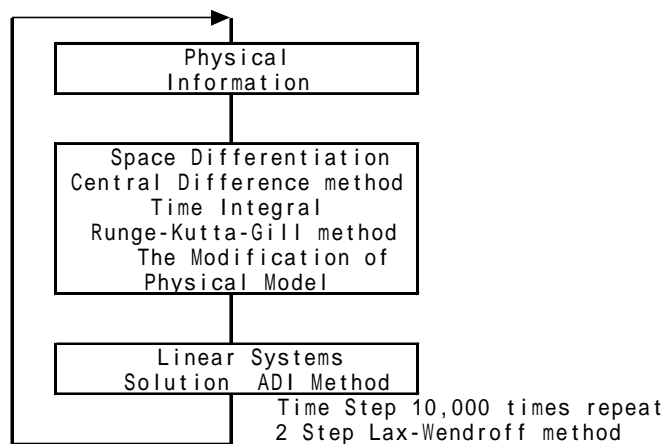 Physical
Information
Space Differentiation
Central Difference method
Time Integral
Runge-Kutta-Gill method
The Modification of
Physical Model
Linear Systems
Solution ADI Method
Time Step 10,000 times repeat
2 Step Lax-Wendroff method